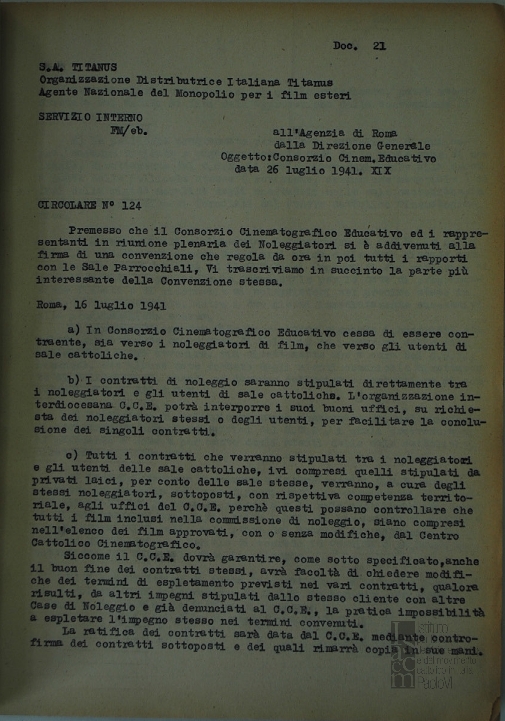 Doc. 21
S.A. TITANUS
Organizzazione Distributrice Italiana Titanus
Agente Nazionale del Monopolio per i film esteri
SERVIZIO INTERNO
FM/eb.
all'Agenzia di Roma
dalla Direzione Generale
Oggetto:Consorzio Cinem.Educativo
data 26 luglio 1941. XIX
CIRCOLARE N° 124
Premesso che il Consorzio Cinematografico Educativo ed i rappre-
sentanti in riunione plenaria dei Noleggiatori si è addivenuti alla
firma di una convenzione che regola da ora in poi tutti i rapporti
con le Sale Parrocchiali, Vi trascriviamo in succinto la parte più
interessante della Convenzione stessa.
Roma, 16 luglio 1941
a) In Consorzio Cinematografico Educativo cessa di essere con-
traente, sia verso i noleggiatori di film, che verso gli utenti di
sale cattoliche.
b) I contratti di noleggio saranno stipulati direttamente tra
i noleggiatori e gli utenti di sale cattoliche. L'organizzazione in-
terdiocesana C.C.E. potrà interporre i suoi buoni uffici, su richie-
sta dei noleggiatori stessi o degli utenti, per facilitare la conclu-
sione dei singoli contratti.
c) Tutti i contratti che verranno stipulati tra i noleggiatori
e gli utenti delle sale cattoliche, ivi compresi quelli stipulati da
privati laici, per conto delle sale stesse, verranno, a cura degli
stessi noleggiatori, sottoposti, con rispettiva competenza territo-
riale, agli uffici del C.C.E. perchè questi possano controllare che
tutti i film inclusi nella commissione di noleggio, siano compresi
nell'elenco dei film approvati, con o senza modifiche, dal Centro
Cattolico Cinematografico.
Siccome il C.C.E. dovrà garantire, come sotto specificato,anche
il buon fine dei contratti stessi, avrà facoltà di chiedere modifi-
che dei termini di espletamento previsti nei vari contratti, qualora
risulti, da altri impegni stipulati dallo stesso cliente con altre
Case di Noleggio e già denunciati al C.C.E., la pratica impossibilità
a espletare l'impegno stesso nei termini convenuti.
La ratifica dei contratti sarà data dal C.C.E. mediante contro-
firma dei contratti sottoposti e dei quali rimarrà copia in sue mani.